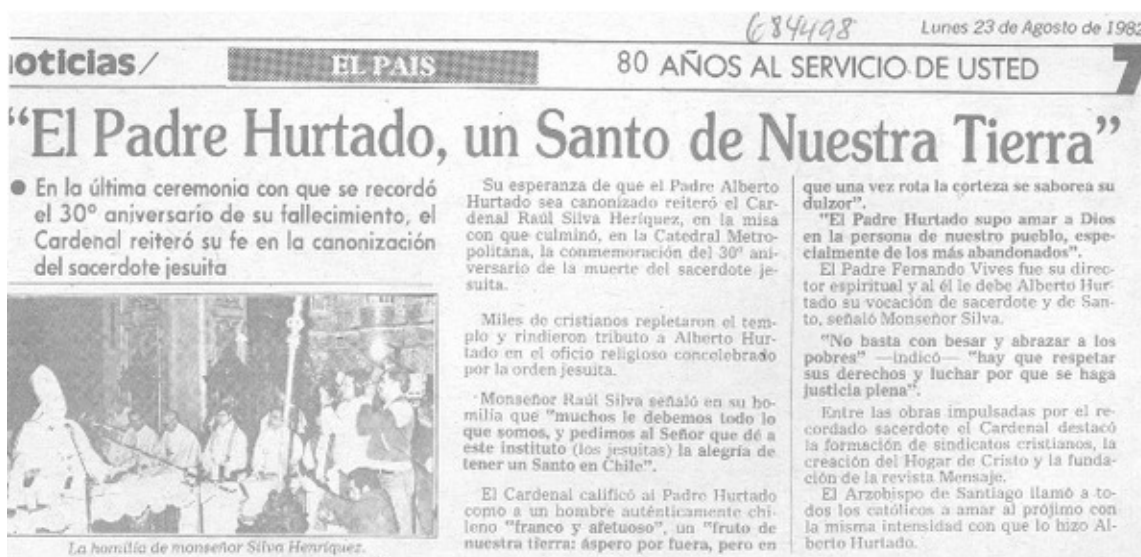 684498
Lunes 23 de Agosto de 1982
noticias/
EL PAIS
80 AÑOS AL SERVICIO DE USTED
7
“El Padre Hurtado, un Santo de Nuestra Tierra”
● En la última ceremonia con que se recordó
el 30º aniversario de su fallecimiento, el
Cardenal reiteró su fe en la canonización
del sacerdote jesuita
La homilía de monseñor Silva Henríquez.
Su esperanza de que el Padre Alberto
Hurtado sea canonizado reiteró el Car-
denal Raúl Silva Heríquez, en la misa
con que culminó, en la Catedral Metro-
politana, la conmemoración del 30º ani-
versario de la muerte del sacerdote je-
suita.
Miles de cristianos repletaron el tem-
plo y rindieron tributo a Alberto Hur-
tado en el oficio religioso concelebrado
por la orden jesuita.
Monseñor Raúl Silva señaló en su ho-
milía que "muchos le debemos todo lo
que somos, y pedimos al Señor que dé a
este instituto (los jesuitas) la alegría de
tener un Santo en Chile".
El Cardenal calificó al Padre Hurtado
como a un hombre auténticamente chi-
leno "franco y afetuoso", un "fruto de
nuestra tierra: áspero por fuera, pero en
que una vez rota la corteza se saborea su
dulzor".
"El Padre Hurtado supo amar a Dios
en la persona de nuestro pueblo, espe-
cialmente de los más abandonados".
El Padre Fernando Vives fue su direc-
tor espiritual y al él le debe Alberto Hur-
tado su vocación de sacerdote y de San-
to, señaló Monseñor Silva.
"No basta con besar y abrazar a los
pobres" —indicó— "hay que respetar
sus derechos y luchar por que se haga
justicia plena".
Entre las obras impulsadas por el re-
cordado sacerdote el Cardenal destacó
la formación de sindicatos cristianos, la
creación del Hogar de Cristo y la funda-
ción de la revista Mensaje.
El Arzobispo de Santiago llamó a to-
dos los católicos a amar al prójimo con
la misma intensidad con que lo hizo Al-
berto Hurtado.